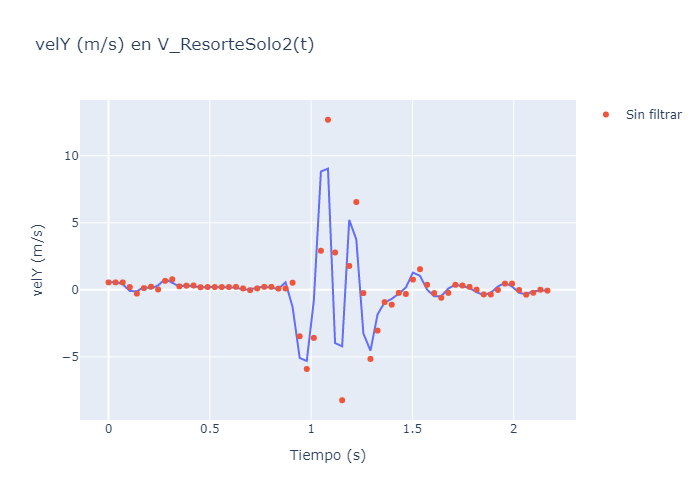 velY (m/s) en V_ResorteSolo2(t)
Sin filtrar
10
5
0
−5
velY (m/s)
0
0.5
1
1.5
2
Tiempo (s)